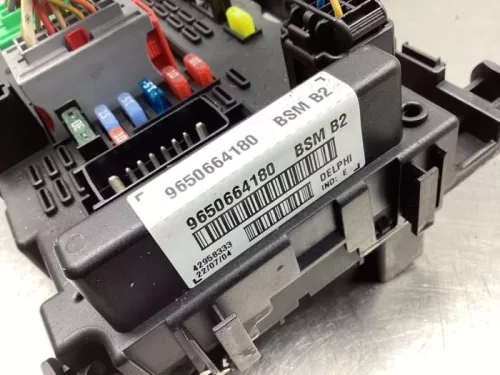 9650664180 BSM B2
9650664180 BSM B2
DELPHI
IND: E
42958333
22/07/04